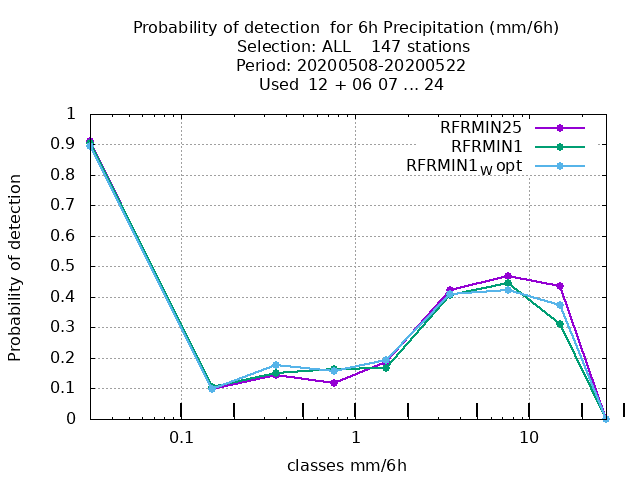 Probability of detection  for 6h Precipitation (mm/6h)
Selection: ALL    147 stations
Period: 20200508-20200522
Used  12 + 06 07 ... 24
RFRMIN25
RFRMIN1
RFRMIN1W opt
1
0.9
0.8
0.7
0.6
0.5
0.4
0.3
0.2
0.1
0
Probability of detection
0.1 1 10
classes mm/6h